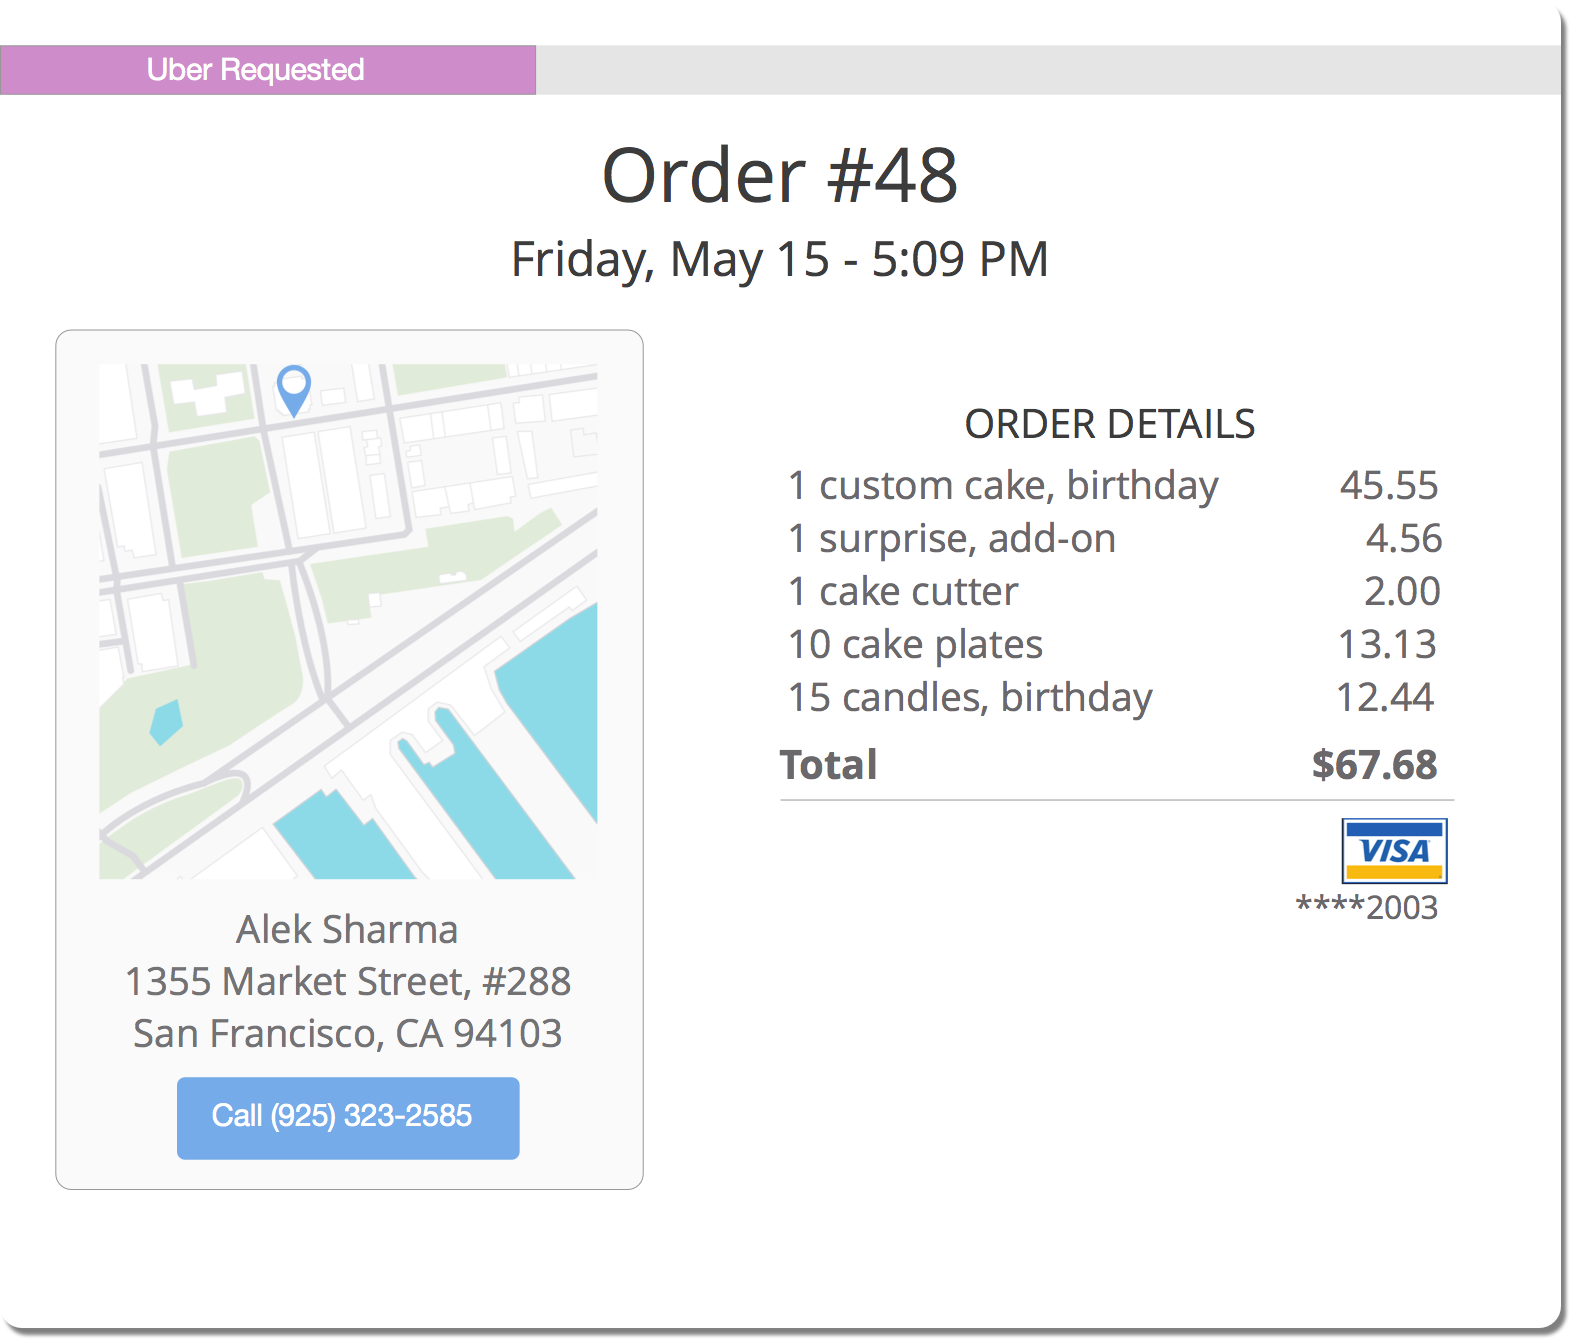 Uber Requested
Order #48
Friday, May 15 - 5:09 PM
Alek Sharma
1355 Market Street, #288
San Francisco, CA 94103
Call (925) 323-2585
ORDER DETAILS
1 custom cake, birthday 45.55
1 surprise, add-on 4.56
1 cake cutter 2.00
10 cake plates 13.13
15 candles, birthday 12.44
Total $67.68
VISA
****2003